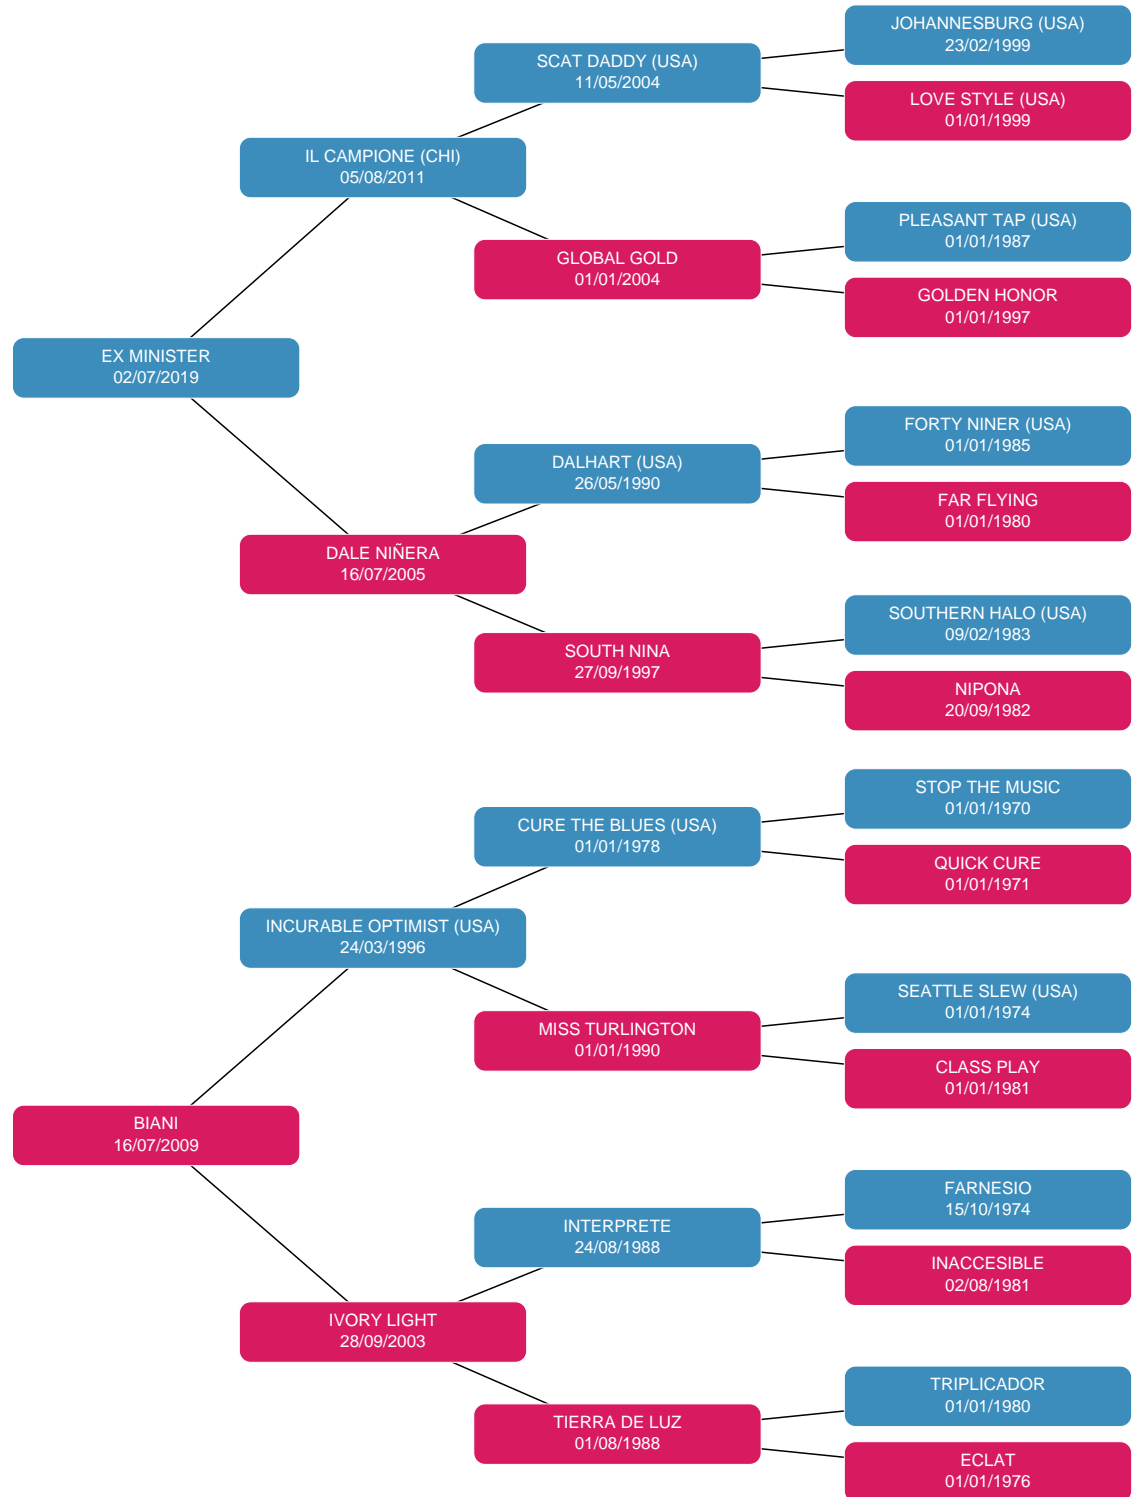 JOHANNESBURG (USA)
23/02/1999
SCAT DADDY (USA)
11/05/2004
LOVE STYLE (USA)
01/01/1999
IL CAMPIONE (CHI)
05/08/2011
PLEASANT TAP (USA)
01/01/1987
GLOBAL GOLD
01/01/2004
GOLDEN HONOR
01/01/1997
EX MINISTER
02/07/2019
FORTY NINER (USA)
01/01/1985
DALHART (USA)
26/05/1990
FAR FLYING
01/01/1980
DALE NIÑERA
16/07/2005
SOUTHERN HALO (USA)
09/02/1983
SOUTH NINA
27/09/1997
NIPONA
20/09/1982
STOP THE MUSIC
01/01/1970
CURE THE BLUES (USA)
01/01/1978
QUICK CURE
01/01/1971
INCURABLE OPTIMIST (USA)
24/03/1996
SEATTLE SLEW (USA)
01/01/1974
MISS TURLINGTON
01/01/1990
CLASS PLAY
01/01/1981
BIANI
16/07/2009
FARNESIO
15/10/1974
INTERPRETE
24/08/1988
INACCESIBLE
02/08/1981
IVORY LIGHT
28/09/2003
TRIPLICADOR
01/01/1980
TIERRA DE LUZ
01/08/1988
ECLAT
01/01/1976